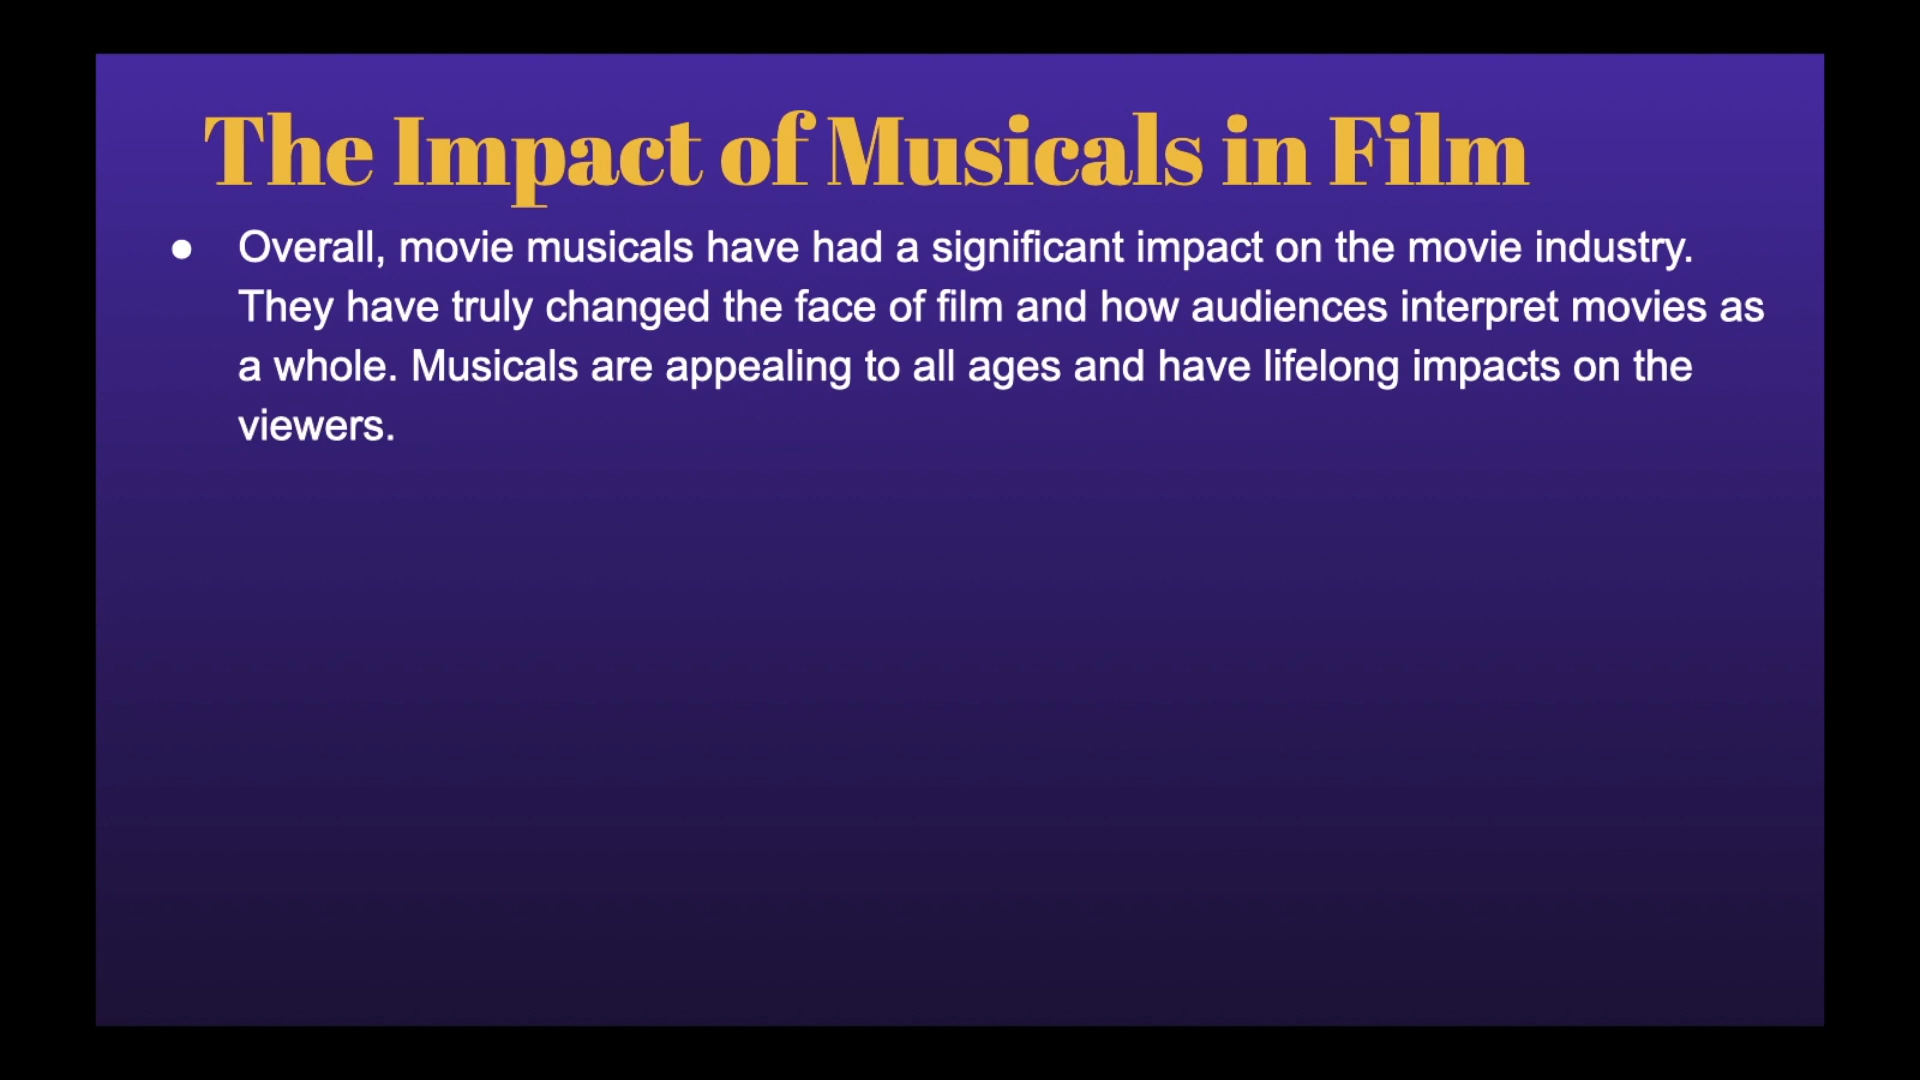 The Impact of Musicals in Film
● Overall, movie musicals have had a significant impact on the movie industry.
They have truly changed the face of film and how audiences interpret movies as
a whole. Musicals are appealing to all ages and have lifelong impacts on the
viewers.